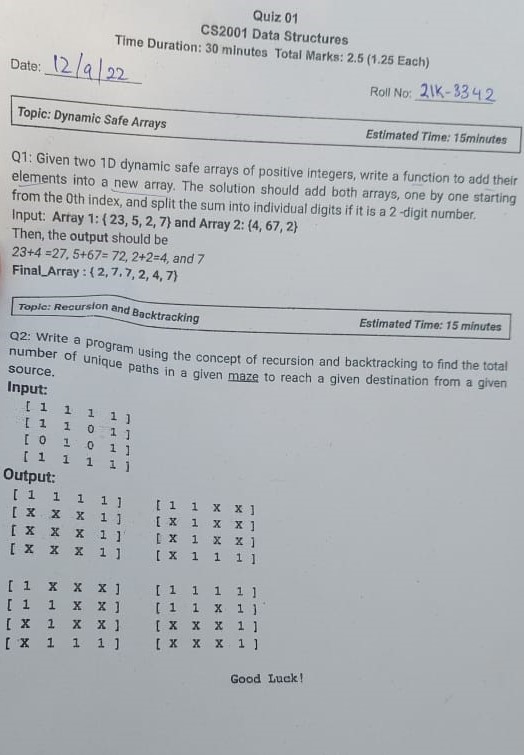 Quiz 01
CS2001 Data Structures
Time Duration: 30 minutes Total Marks: 2.5 (1.25 Each)
Date: 12/9/22
Roll No: 21K-3342
Topic: Dynamic Safe Arrays
Estimated Time: 15minutes
Q1: Given two 1D dynamic safe arrays of positive integers, write a function to add their
elements into a new array. The solution should add both arrays, one by one starting
from the 0th index, and split the sum into individual digits if it is a 2 -digit number.
Input: Array 1: { 23, 5, 2, 7} and Array 2: {4, 67, 2}
Then, the output should be
23+4 =27, 5+67= 72, 2+2=4, and 7
Final_Array : { 2, 7, 7, 2, 4, 7}
Topic: Recursion and Backtracking
Estimated Time: 15 minutes
Q2: Write a program using the concept of recursion and backtracking to find the total
number of unique paths in a given maze to reach a given destination from a given
source.
Input:
[ 1 1 1 1 ]
[ 1 1 0 1 ]
[ 0 1 0 1 ]
[ 1 1 1 1 ]
Output:
[ 1 1 1 1 ] [ 1 1 x x ]
[ x x x 1 ] [ x 1 x x ]
[ x x x 1 ] [ x 1 x x ]
[ x x x 1 ] [ x 1 1 1 ]
[ 1 x x x ] [ 1 1 1 1 ]
[ 1 1 x x ] [ 1 1 x 1 ]
[ x 1 x x ] [ x x x 1 ]
[ x 1 1 1 ] [ x x x 1 ]
Good Luck!